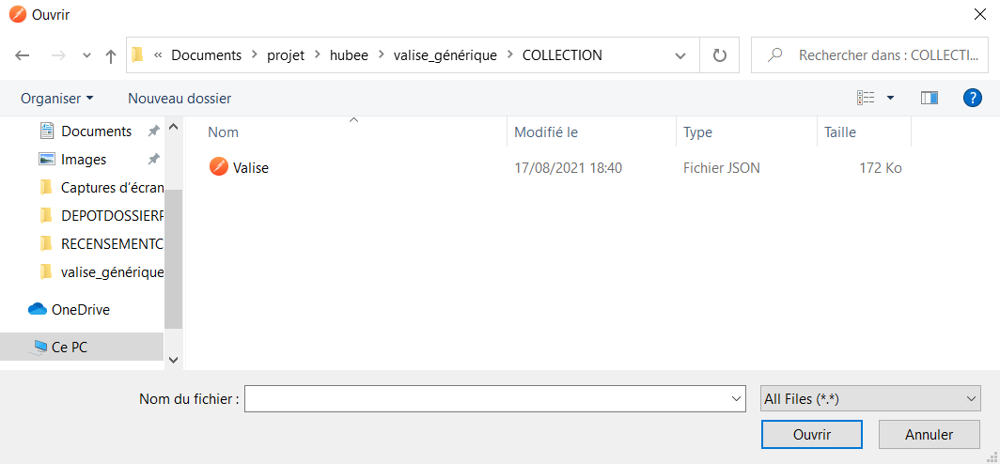 Ouvrir
« Documents > projet > hubee > valise_générique > COLLECTION
Rechercher dans : COLLECTI...
Organiser
Nouveau dossier
?
Documents
Images
Captures d’écran
DEPOTDOSSIERP
RECENSEMENTC
valise_générique
OneDrive
Ce PC
Nom Modifié le Type Taille
Valise 17/08/2021 18:40 Fichier JSON 172 Ko
Nom du fichier :
All Files (*.*)
Ouvrir
Annuler